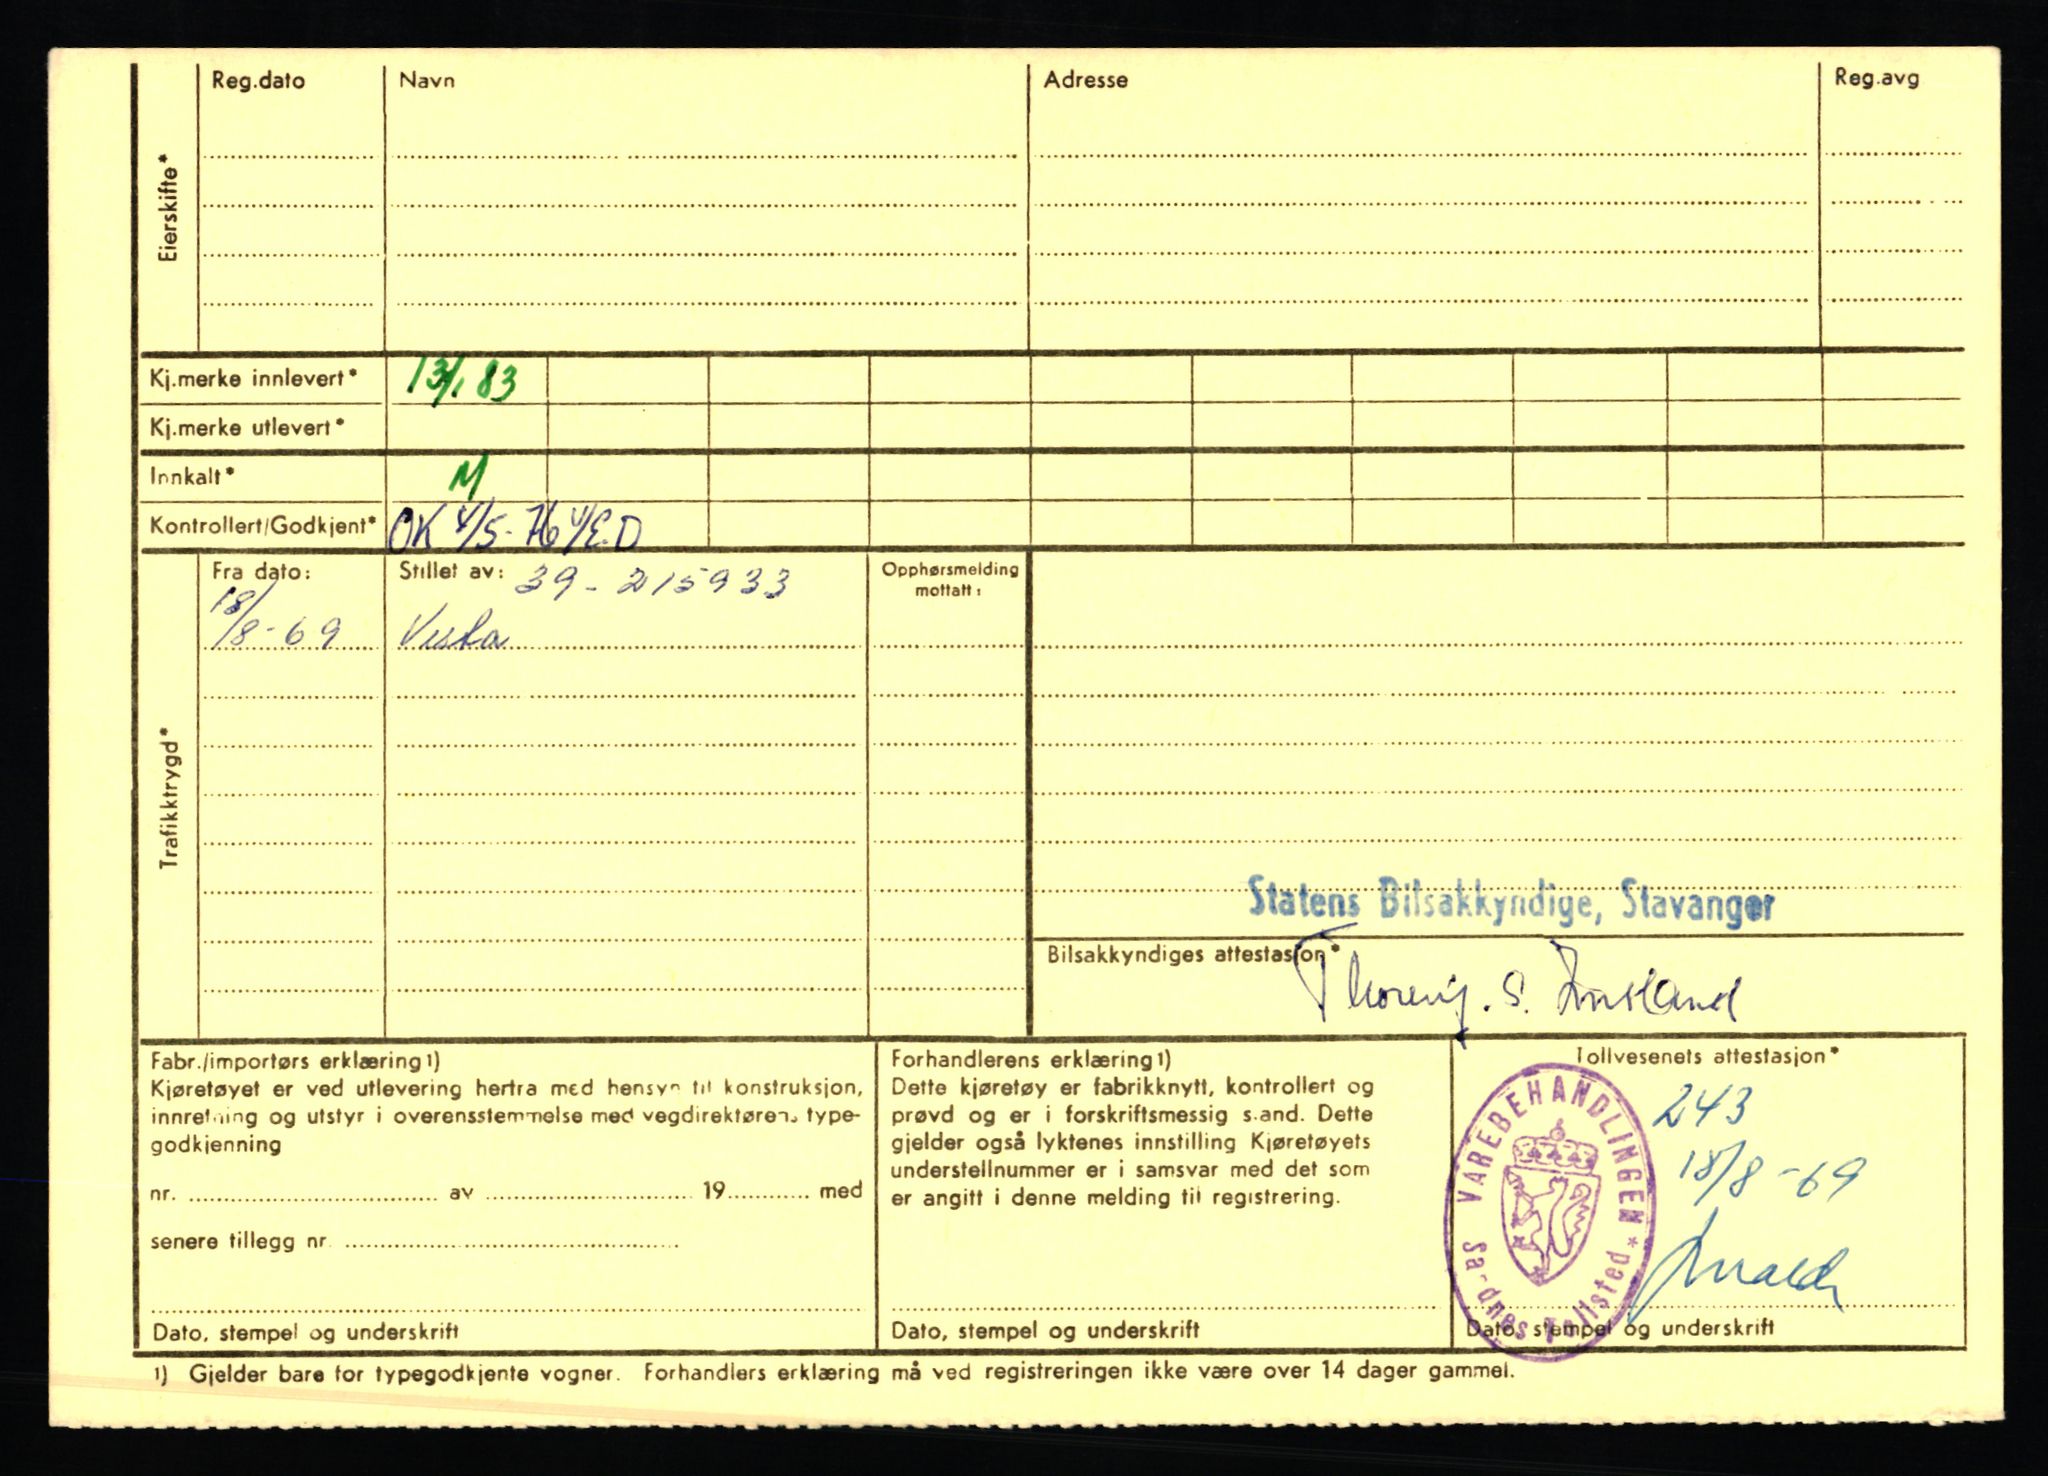 Reg.dato Navn Adresse Reg.avg
Eierskifte*
Kj.merke innlevert* 13/1 83
Kj.merke utlevert*
Innkalt* M
Kontrollert/Godkjent* OK 4/5-76
Trafikktrygd*
Fra dato: Stillet av: 39-215933 Opphørsmelding
mottatt:
18/8-69 Vesta
Statens Bilsakkyndige, Stavanger
Bilsakkyndiges attestasjon*
Fabr./importørs erklæring 1)
Kjøretøyet er ved utlevering hertra med hensyn til konstruksjon,
innretning og utstyr i overensstemmelse med vegdirektørens type-
godkjenning
nr. av 19 med
senere tillegg nr.
Dato, stempel og underskrift
Forhandlerens erklæring 1)
Dette kjøretøy er fabrikknytt, kontrollert og
prøvd og er i forskriftsmessig stand. Dette
gjelder også lyktenes innstilling Kjøretøyets
understellnummer er i samsvar med det som
er angitt i denne melding til registrering.
Dato, stempel og underskrift
Tollvesenets attestasjon*
243
18/8-69
VAREBEHANDLINGEN * Sandnes Tollsted
Dato, stempel og underskrift
1) Gjelder bare for typegodkjente vogner. Forhandlers erklæring må ved registreringen ikke være over 14 dager gammel.